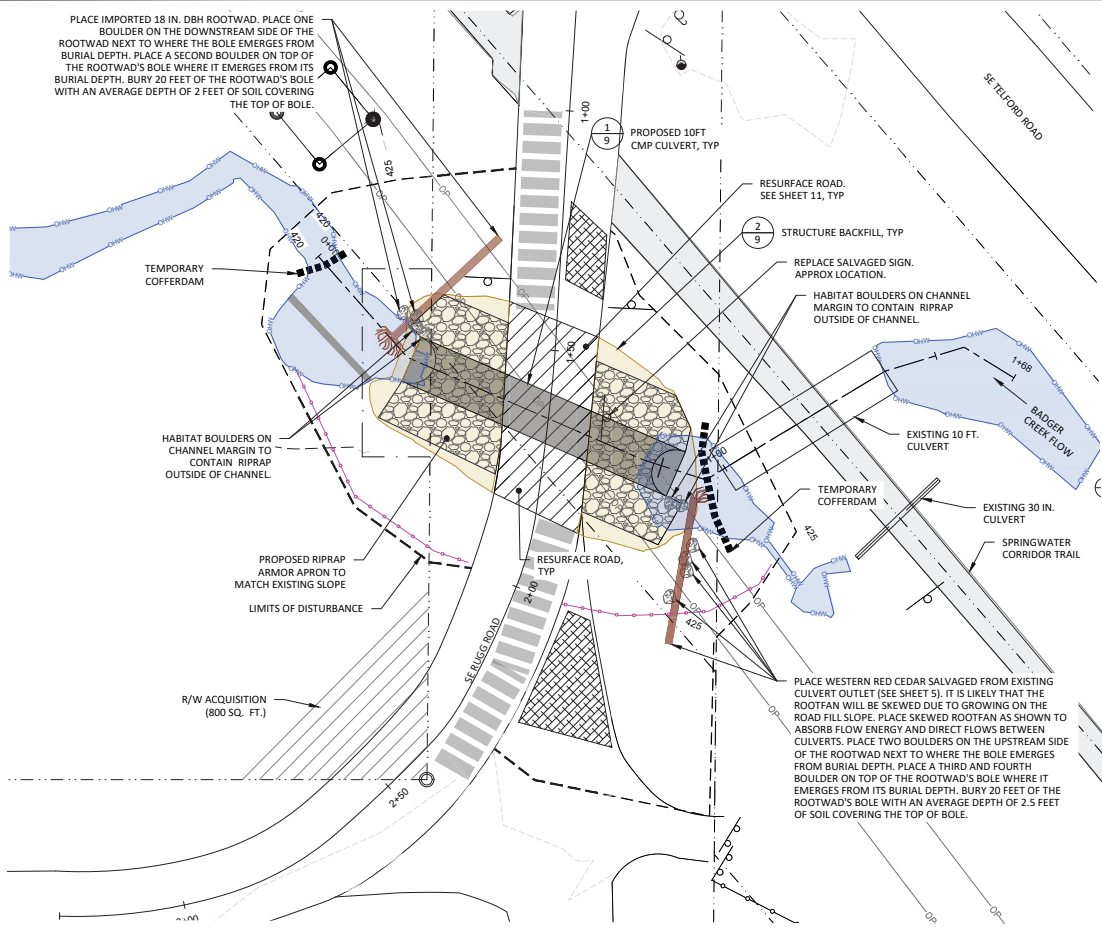 PLACE IMPORTED 18 IN. DBH ROOTWAD. PLACE ONE
BOULDER ON THE DOWNSTREAM SIDE OF THE
ROOTWAD NEXT TO WHERE THE BOLE EMERGES FROM
BURIAL DEPTH. PLACE A SECOND BOULDER ON TOP OF
THE ROOTWAD'S BOLE WHERE IT EMERGES FROM ITS
BURIAL DEPTH. BURY 20 FEET OF THE ROOTWAD'S BOLE
WITH AN AVERAGE DEPTH OF 2 FEET OF SOIL COVERING
THE TOP OF BOLE.
SE TELFORD ROAD
1+00
1
9
PROPOSED 10FT
CMP CULVERT, TYP
425
OP
OP
RESURFACE ROAD.
SEE SHEET 11, TYP
2
9
STRUCTURE BACKFILL, TYP
OHW
OHW
OHW
OHW
OHW
OHW
OHW
420
420
TEMPORARY
COFFERDAM
REPLACE SALVAGED SIGN.
APPROX LOCATION.
HABITAT BOULDERS ON CHANNEL
MARGIN TO CONTAIN RIPRAP
OUTSIDE OF CHANNEL.
1+50
1+68
BADGER
CREEK FLOW
EXISTING 10 FT.
CULVERT
HABITAT BOULDERS ON
CHANNEL MARGIN TO
CONTAIN RIPRAP
OUTSIDE OF CHANNEL.
TEMPORARY
COFFERDAM
425
EXISTING 30 IN.
CULVERT
SPRINGWATER
CORRIDOR TRAIL
PROPOSED RIPRAP
ARMOR APRON TO
MATCH EXISTING SLOPE
RESURFACE ROAD,
TYP
LIMITS OF DISTURBANCE
2+00
OP
425
OP
SE RUGG ROAD
R/W ACQUISITION
(800 SQ. FT.)
PLACE WESTERN RED CEDAR SALVAGED FROM EXISTING
CULVERT OUTLET (SEE SHEET 5). IT IS LIKELY THAT THE
ROOTFAN WILL BE SKEWED DUE TO GROWING ON THE
ROAD FILL SLOPE. PLACE SKEWED ROOTFAN AS SHOWN TO
ABSORB FLOW ENERGY AND DIRECT FLOWS BETWEEN
CULVERTS. PLACE TWO BOULDERS ON THE UPSTREAM SIDE
OF THE ROOTWAD NEXT TO WHERE THE BOLE EMERGES
FROM BURIAL DEPTH. PLACE A THIRD AND FOURTH
BOULDER ON TOP OF THE ROOTWAD'S BOLE WHERE IT
EMERGES FROM ITS BURIAL DEPTH. BURY 20 FEET OF THE
ROOTWAD'S BOLE WITH AN AVERAGE DEPTH OF 2.5 FEET
OF SOIL COVERING THE TOP OF BOLE.
OP
2+50
OP
OP